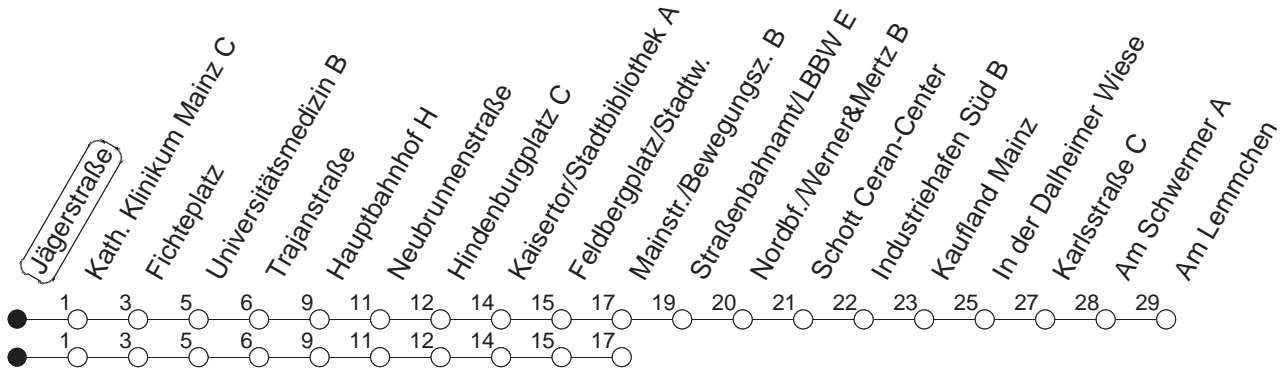 Jägerstraße
Kath. Klinikum Mainz C
Fichteplatz
Universitätsmedizin B
Trajanstraße
Hauptbahnhof H
Neubrunnenstraße
Hindenburgplatz C
Kaisertor/Stadtbibliothek A
Feldbergplatz/Stadtw.
Mainstr./Bewegungsz. B
Straßenbahnamt/LBBW E
Nordbf./Werner&Mertz B
Schott Ceran-Center
Industriehafen Süd B
Kaufland Mainz
In der Dalheimer Wiese
Karlsstraße C
Am Schwermer A
Am Lemmchen
1 3 5 6 9 11 12 14 15 17 19 20 21 22 23 25 27 28 29
1 3 5 6 9 11 12 14 15 17